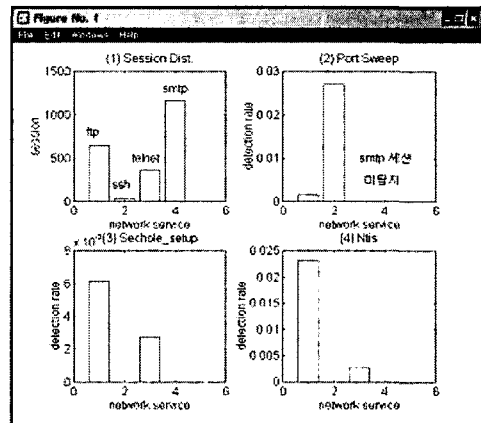 Figure No. 1
File Edit Windows Help
(1) Session Dist.
1500
1000
500
0
session
ftp
ssh
telnet
smtp
0 2 4 6
network service
(2) Port Sweep
0.03
0.02
0.01
0
detection rate
smtp 세션
미탐지
0 2 4 6
network service
(3) Sechole_setup
8
6
4
2
0
detection rate
0 2 4 6
network service
(4) Ntis
0.025
0.02
0.015
0.01
0.005
0
detection rate
0 2 4 6
network service